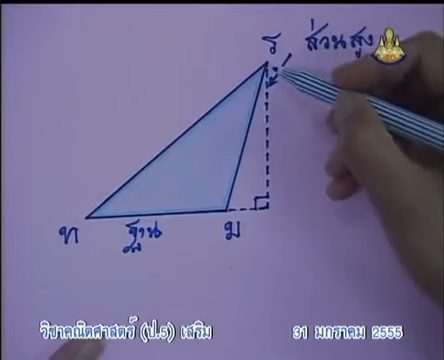 ร ส่วนสูง
ท ฐาน ม
วิชาคณิตศาสตร์ (ป.5) เสริม 31 มกราคม 2555